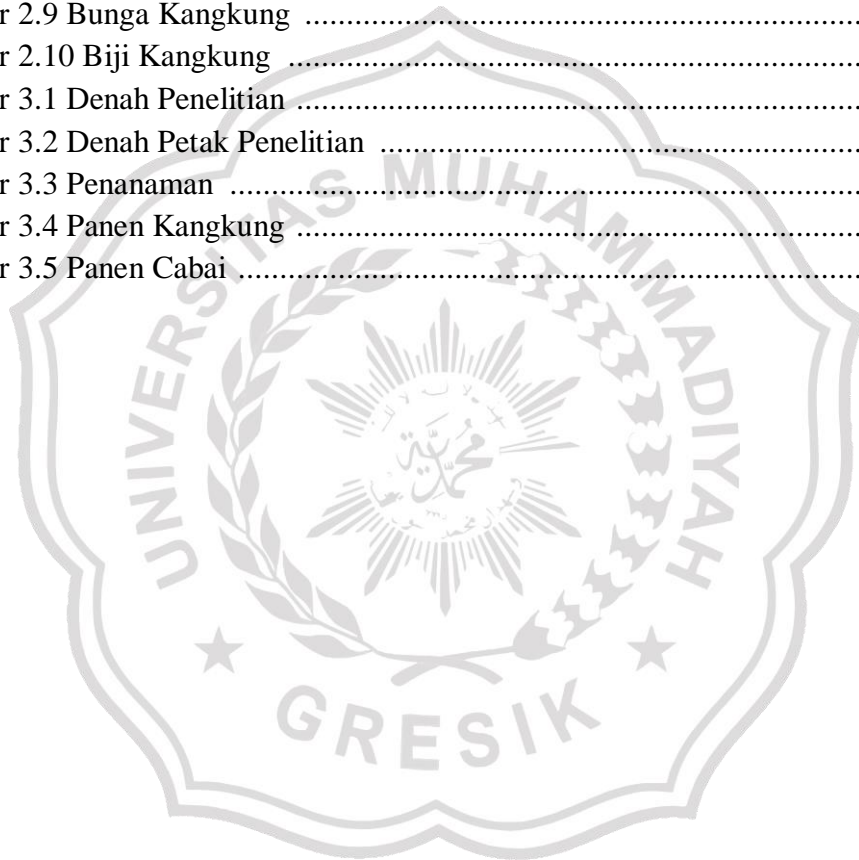 r 2.9 Bunga Kangkung ........................................................................
r 2.10 Biji Kangkung ..........................................................................
r 3.1 Denah Penelitian .........................................................................
r 3.2 Denah Petak Penelitian ...............................................................
r 3.3 Penanaman ..................................................................................
r 3.4 Panen Kangkung .........................................................................
r 3.5 Panen Cabai .................................................................................
UNIVERSITAS MUHAMMADIYAH
GRESIK